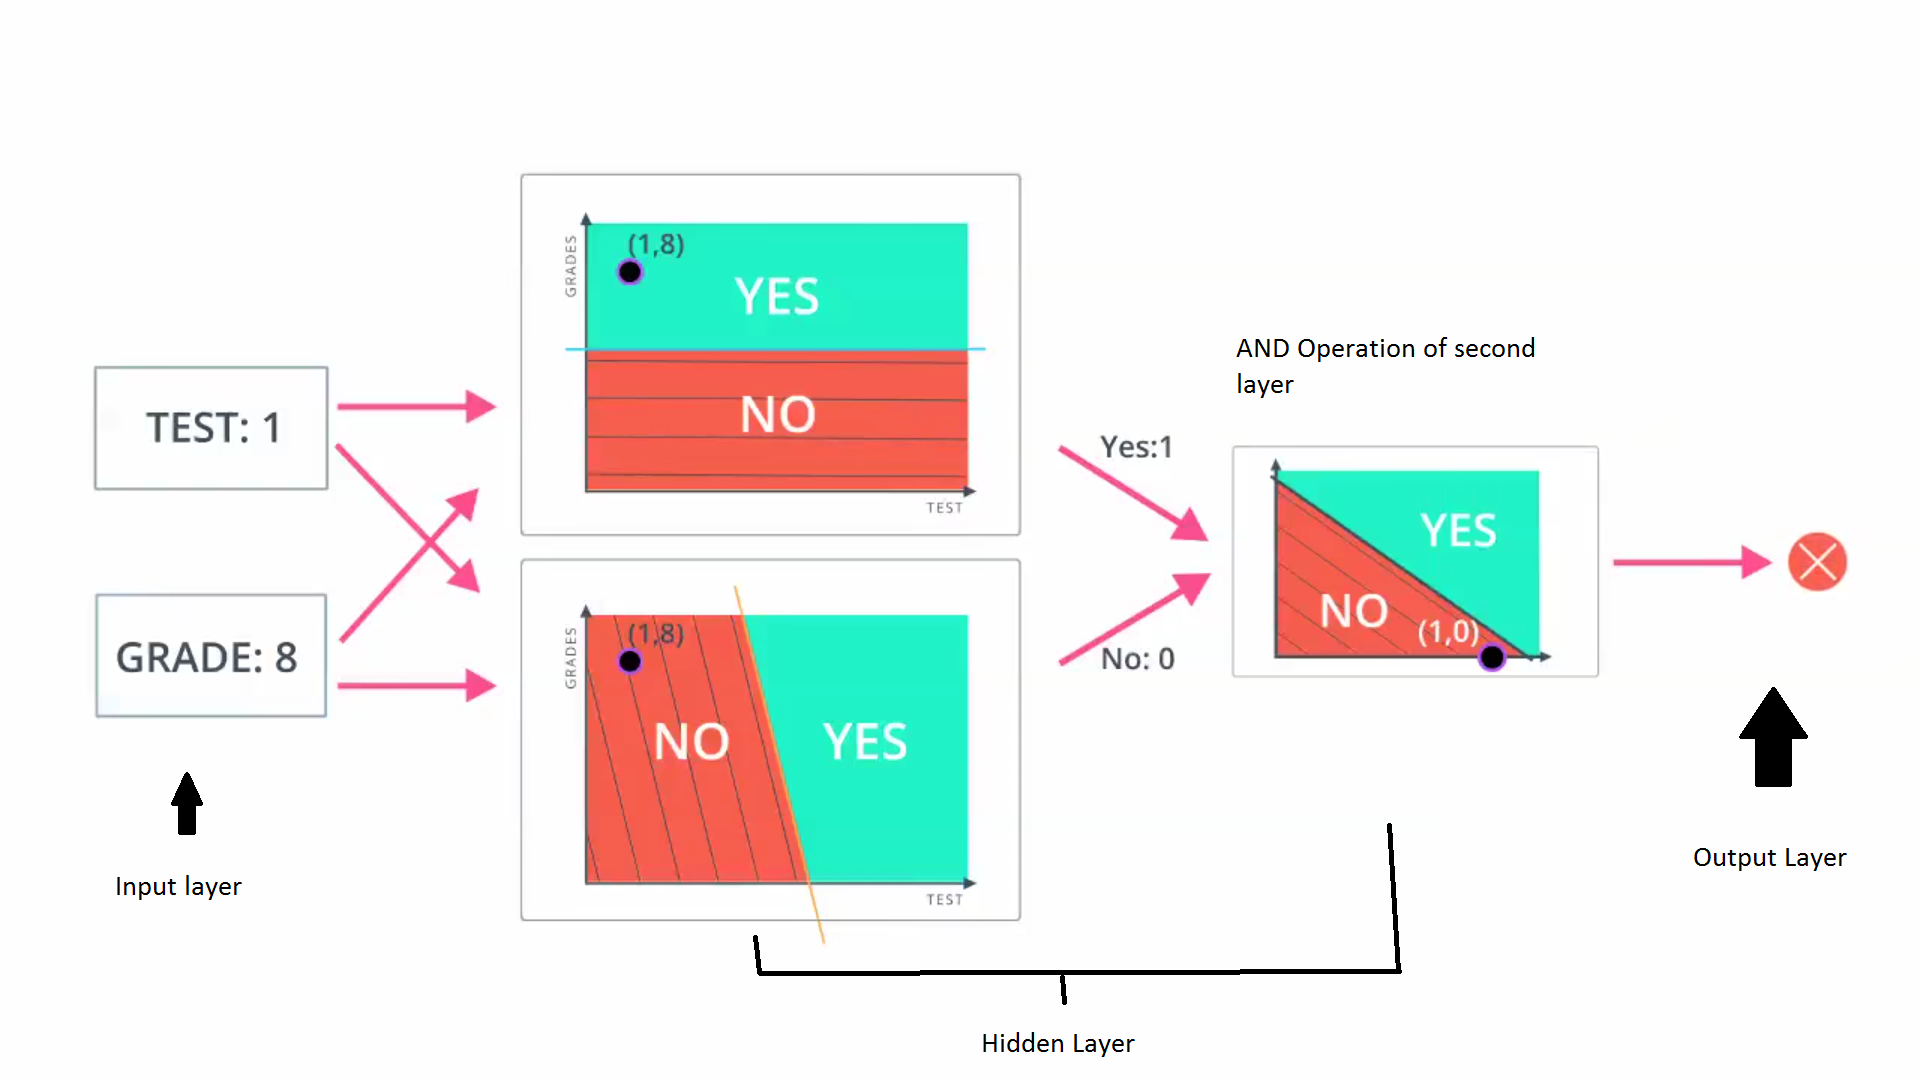 TEST: 1
GRADE: 8
Input layer
GRADES
(1,8)
YES
NO
TEST
GRADES
(1,8)
NO
YES
TEST
Yes:1
No: 0
AND Operation of second
layer
YES
NO
(1,0)
Hidden Layer
Output Layer